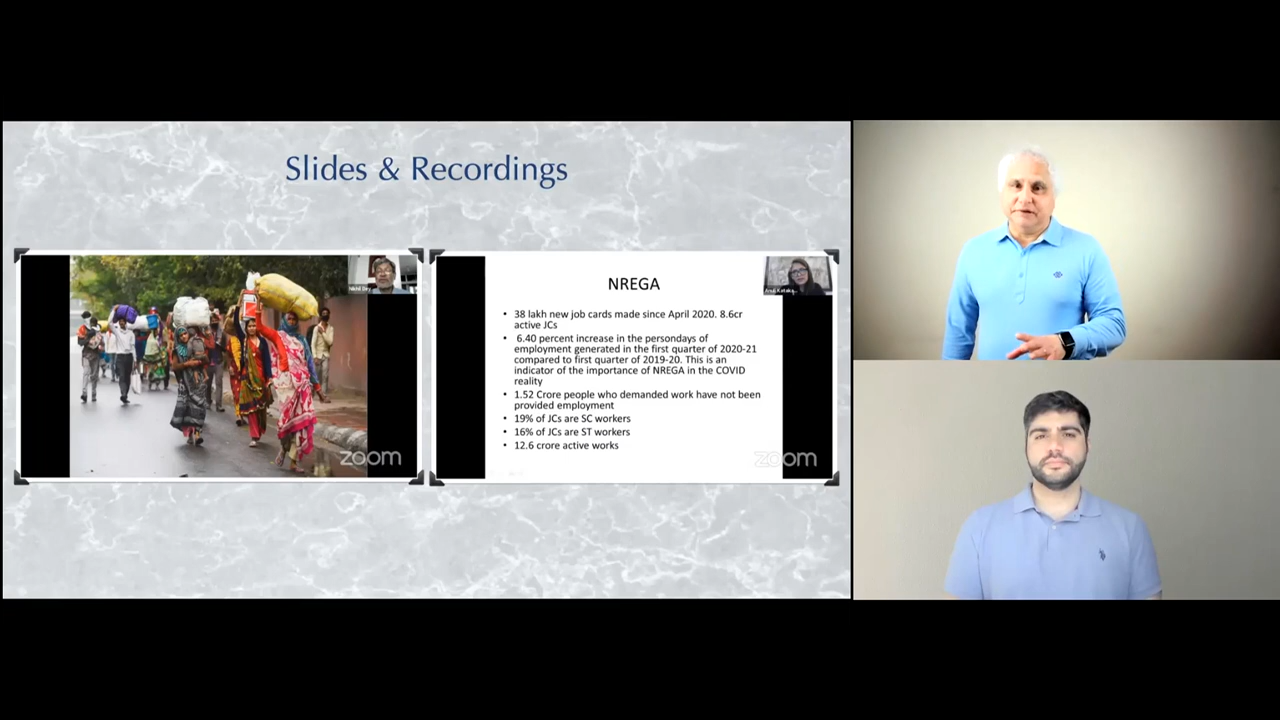 Slides & Recordings
Nikhil Dey
zoom
NREGA
• 38 lakh new job cards made since April 2020. 8.6cr
active JCs
• 6.40 percent increase in the persondays of
employment generated in the first quarter of 2020-21
compared to first quarter of 2019-20. This is an
indicator of the importance of NREGA in the COVID
reality
• 1.52 Crore people who demanded work have not been
provided employment
• 19% of JCs are SC workers
• 16% of JCs are ST workers
• 12.6 crore active works
zoom